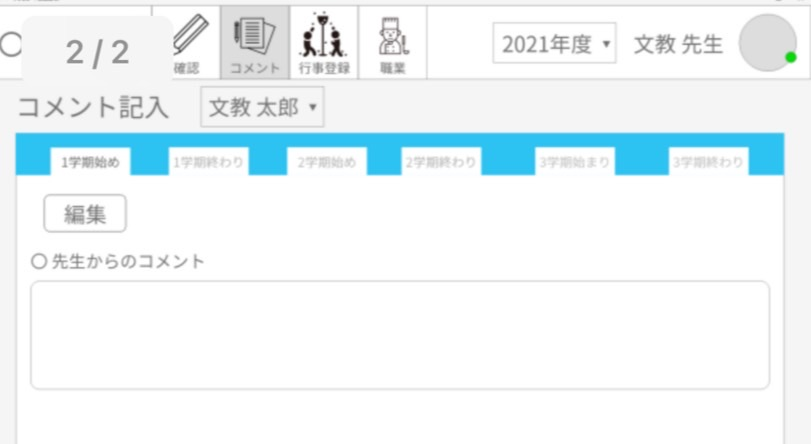 2 / 2
確認
コメント
行事登録
職業
2021年度
文教 先生
コメント記入
文教 太郎
1学期始め
1学期終わり
2学期始め
2学期終わり
3学期始まり
3学期終わり
編集
○ 先生からのコメント